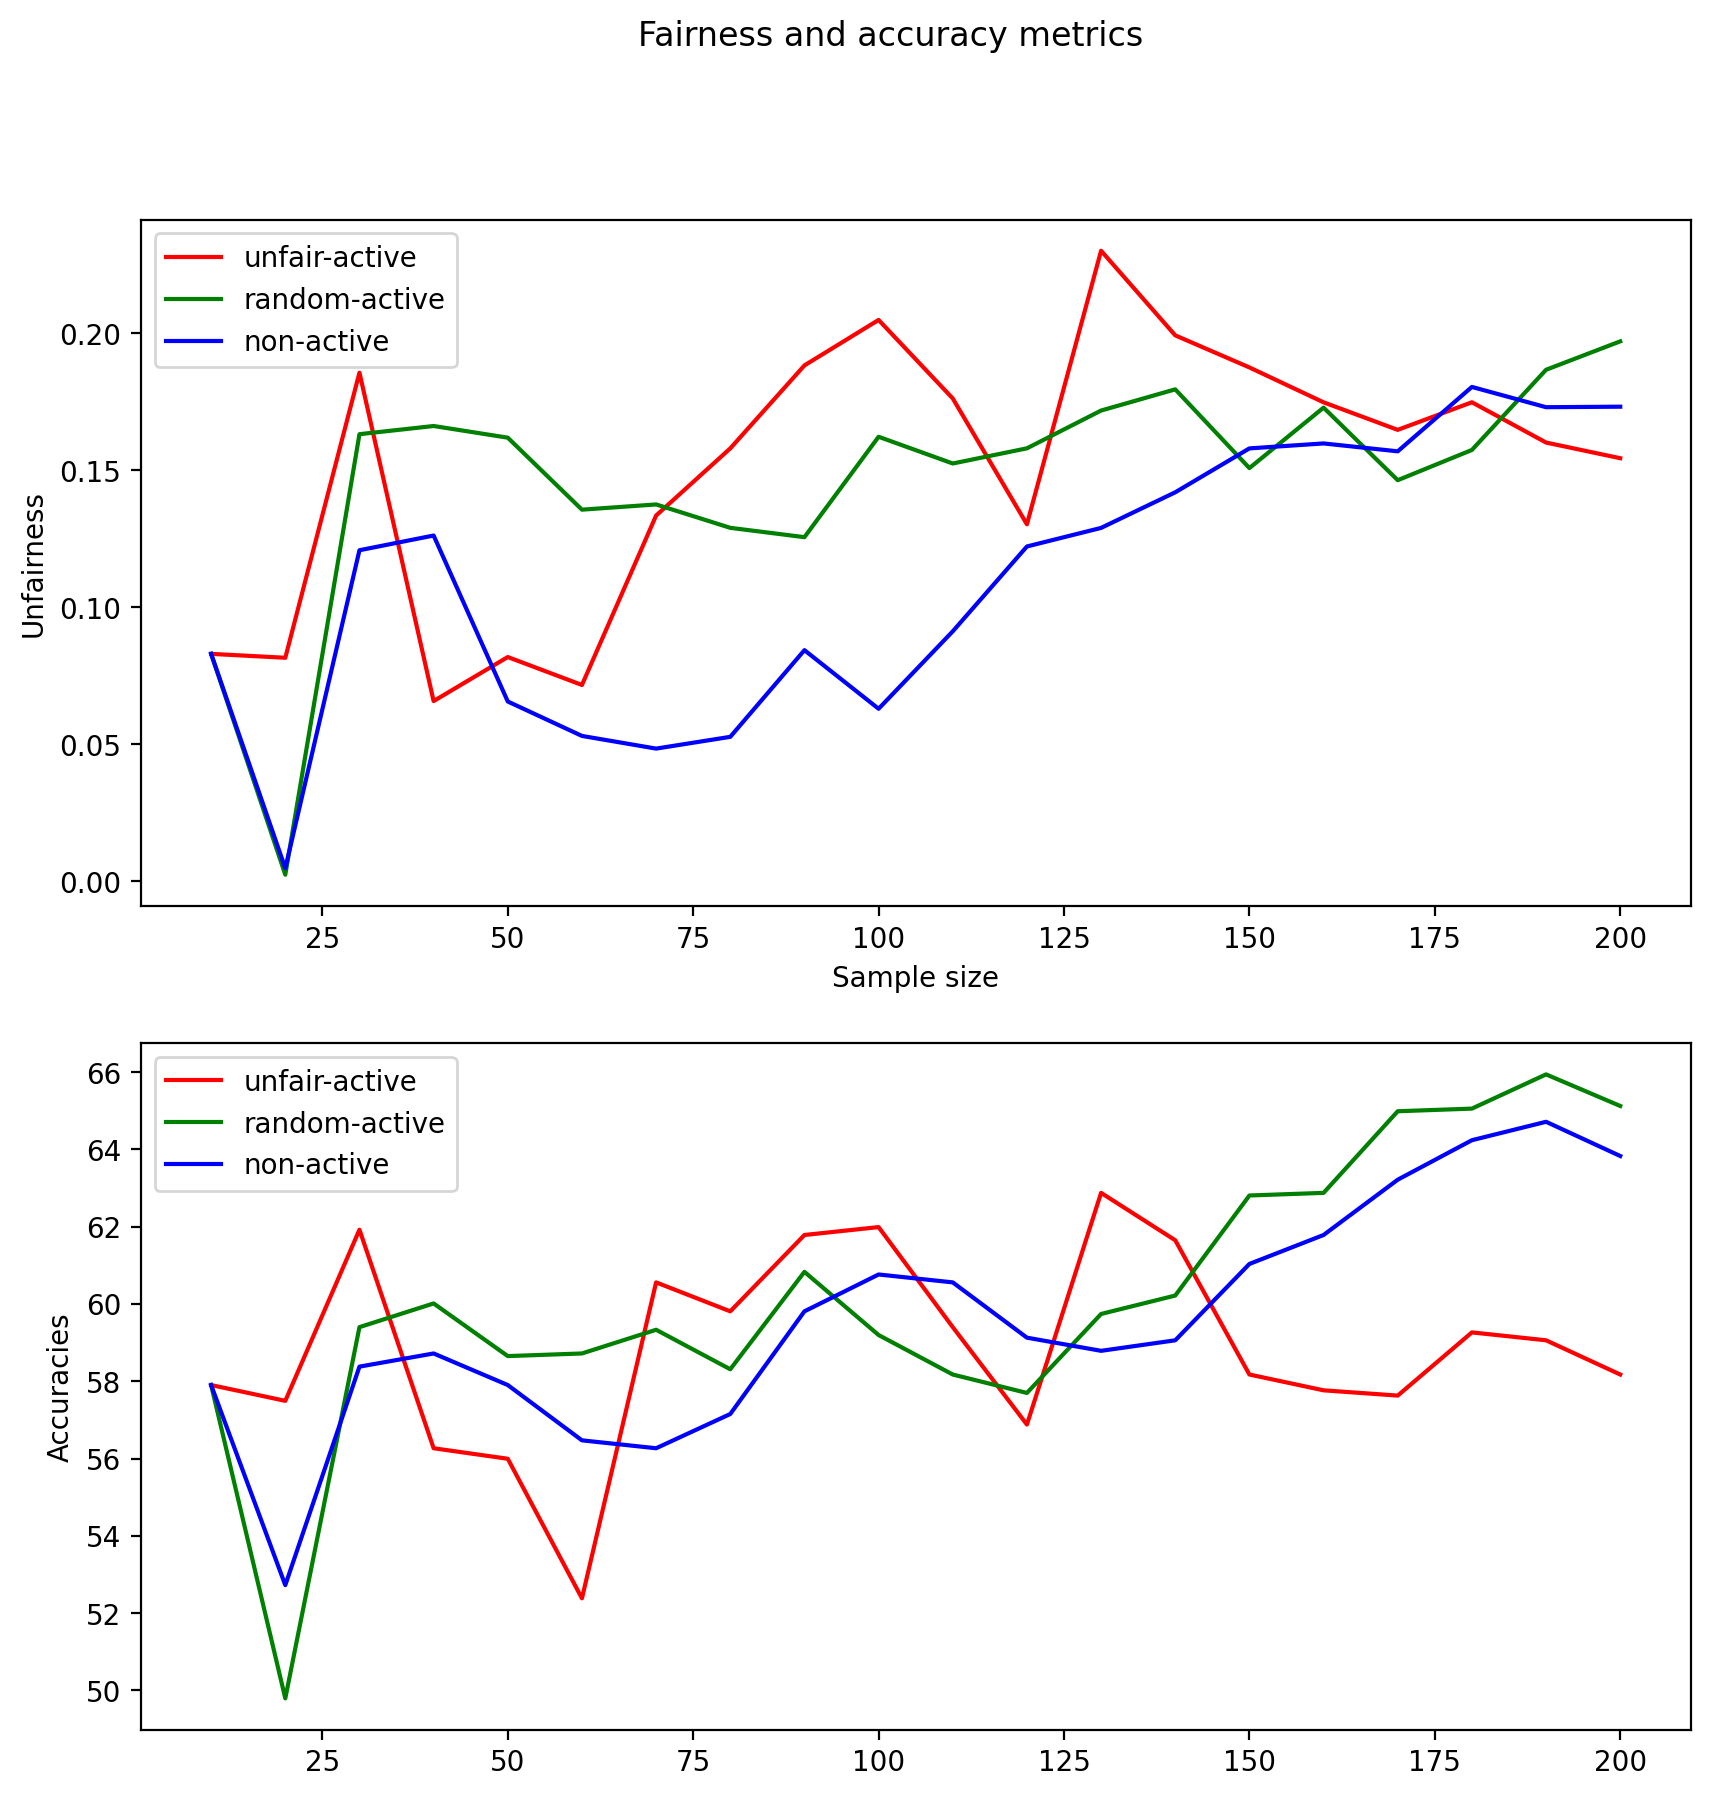 Fairness and accuracy metrics
unfair-active
random-active
non-active
Unfairness
0.20
0.15
0.10
0.05
0.00
25 50 75 100 125 150 175 200
Sample size
unfair-active
random-active
non-active
Accuracies
66
64
62
60
58
56
54
52
50
25 50 75 100 125 150 175 200